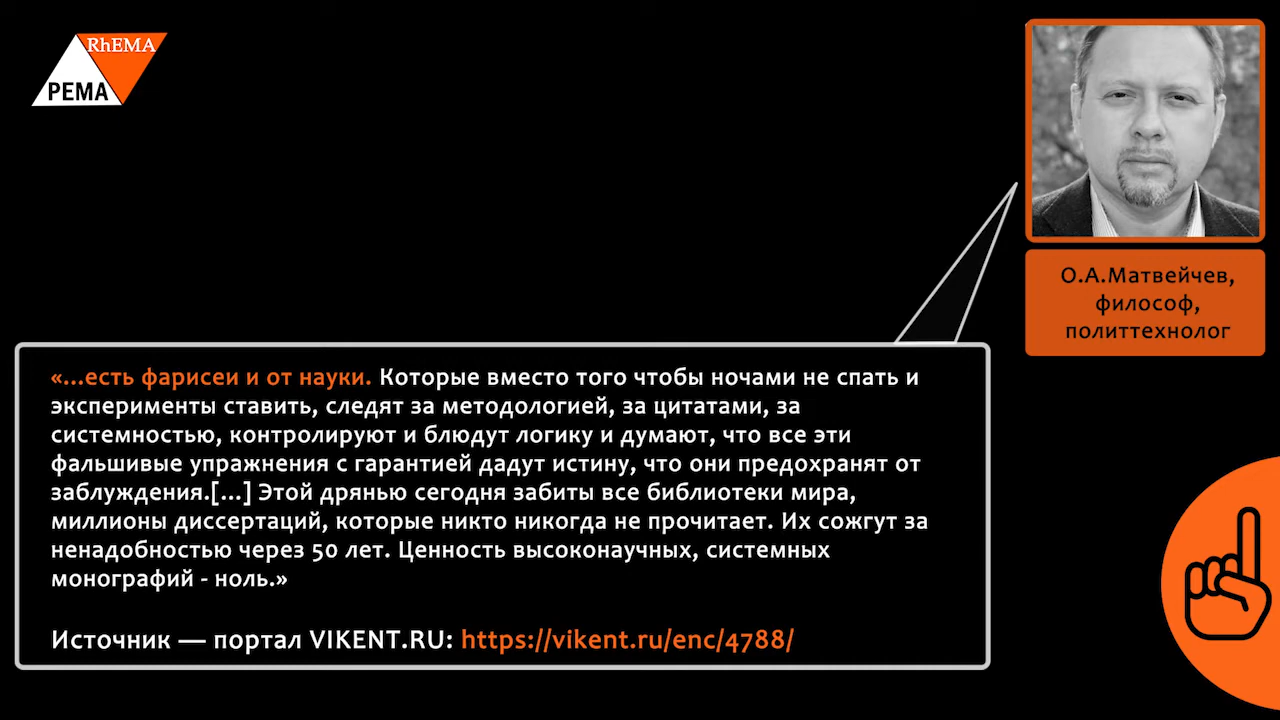 RhEMA
РЕМА
О.А.Матвейчев,
философ,
политтехнолог
«...есть фарисеи и от науки. Которые вместо того чтобы ночами не спать и
эксперименты ставить, следят за методологией, за цитатами, за
системностью, контролируют и блюдут логику и думают, что все эти
фальшивые упражнения с гарантией дадут истину, что они предохранят от
заблуждения.[...] Этой дрянью сегодня забиты все библиотеки мира,
миллионы диссертаций, которые никто никогда не прочитает. Их сожгут за
ненадобностью через 50 лет. Ценность высоконаучных, системных
монографий - ноль.»
Источник — портал VIKENT.RU: https://vikent.ru/enc/4788/